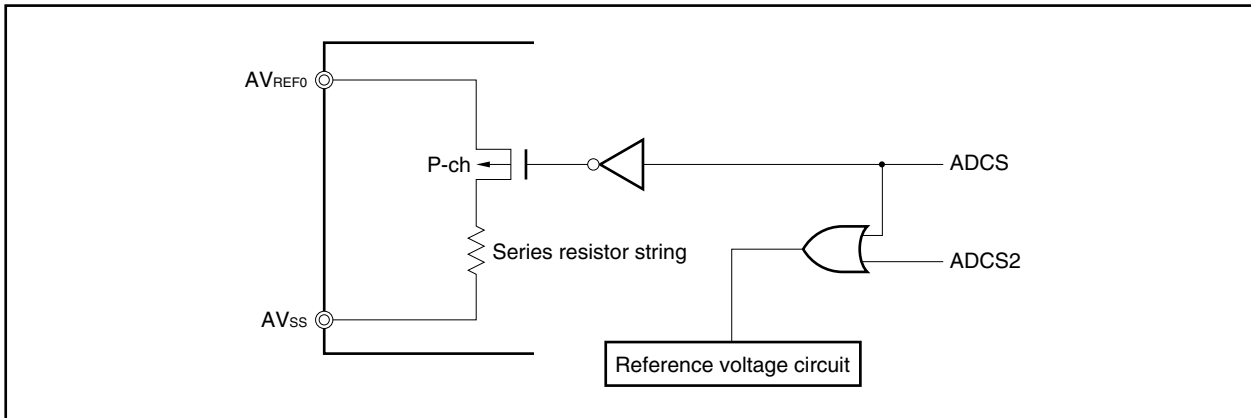 AVREF0
P-ch
ADCS
Series resistor string
ADCS2
AVSS
Reference voltage circuit